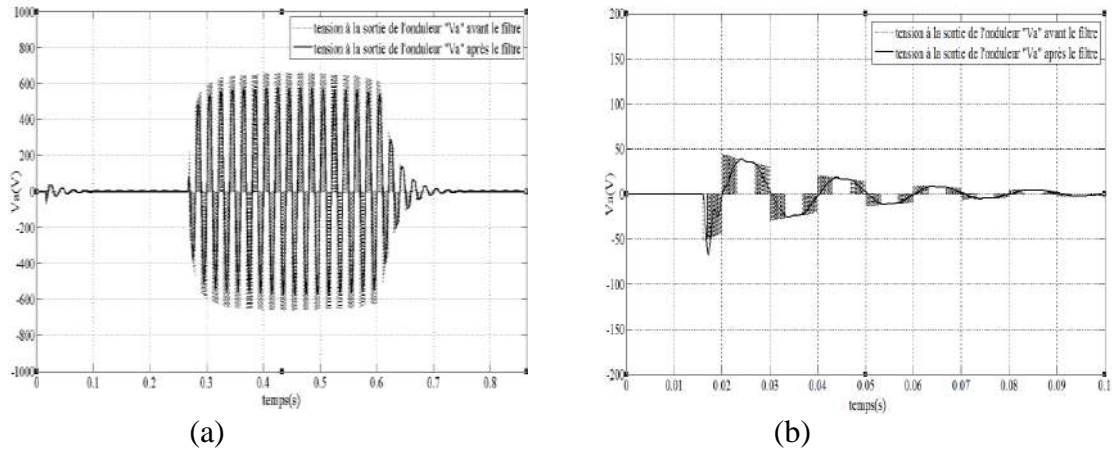 tension à la sortie de l'onduleur "Va" avant le filtre
tension à la sortie de l'onduleur "Va" après le filtre
1000
800
600
400
200
0
-200
-400
-600
-800
-1000
Va(V)
0 0.1 0.2 0.3 0.4 0.5 0.6 0.7 0.8
temps(s)
(a)
tension à la sortie de l'onduleur "Va" avant le filtre
tension à la sortie de l'onduleur "Va" après le filtre
200
150
100
50
0
-50
-100
-150
-200
Va(V)
0 0.01 0.02 0.03 0.04 0.05 0.06 0.07 0.08 0.09 0.1
temps(s)
(b)